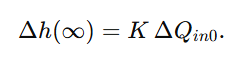 Δh(∞) = K ΔQ_{in0}.